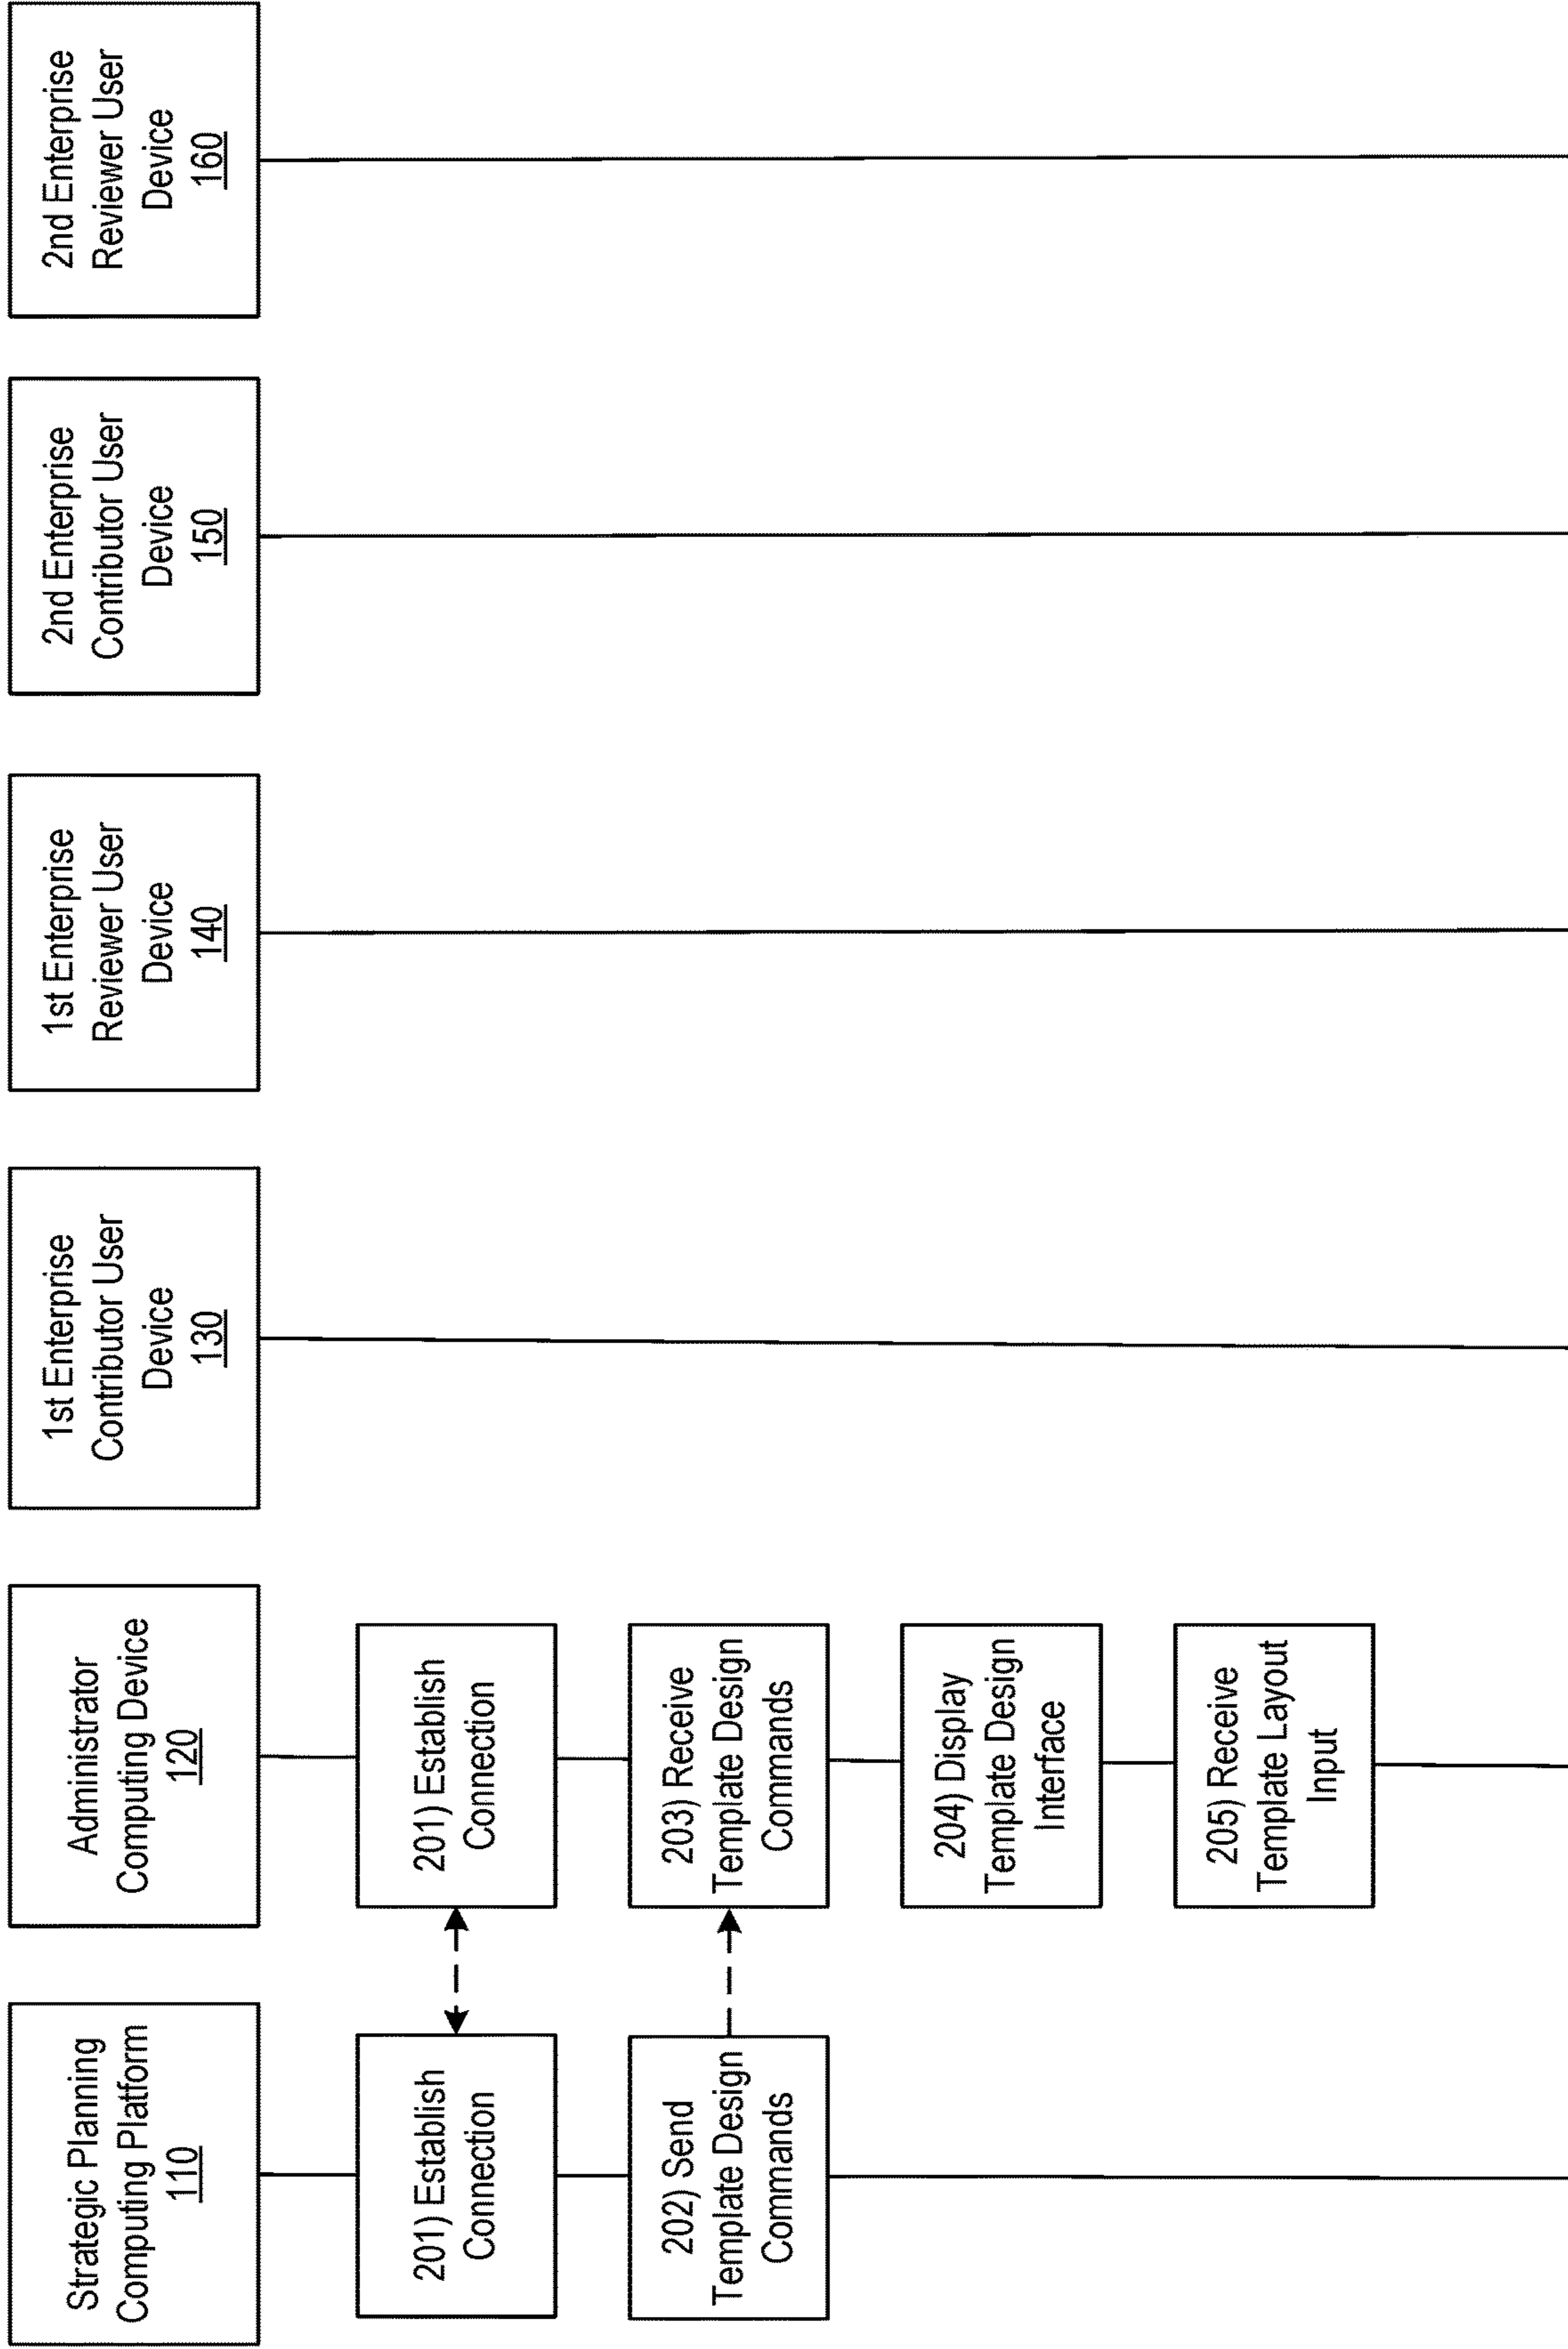 Strategic Planning
Computing Platform
110
Administrator
Computing Device
120
1st Enterprise
Contributor User
Device
130
1st Enterprise
Reviewer User
Device
140
2nd Enterprise
Contributor User
Device
150
2nd Enterprise
Reviewer User
Device
160
201) Establish
Connection
201) Establish
Connection
202) Send
Template Design
Commands
203) Receive
Template Design
Commands
204) Display
Template Design
Interface
205) Receive
Template Layout
Input